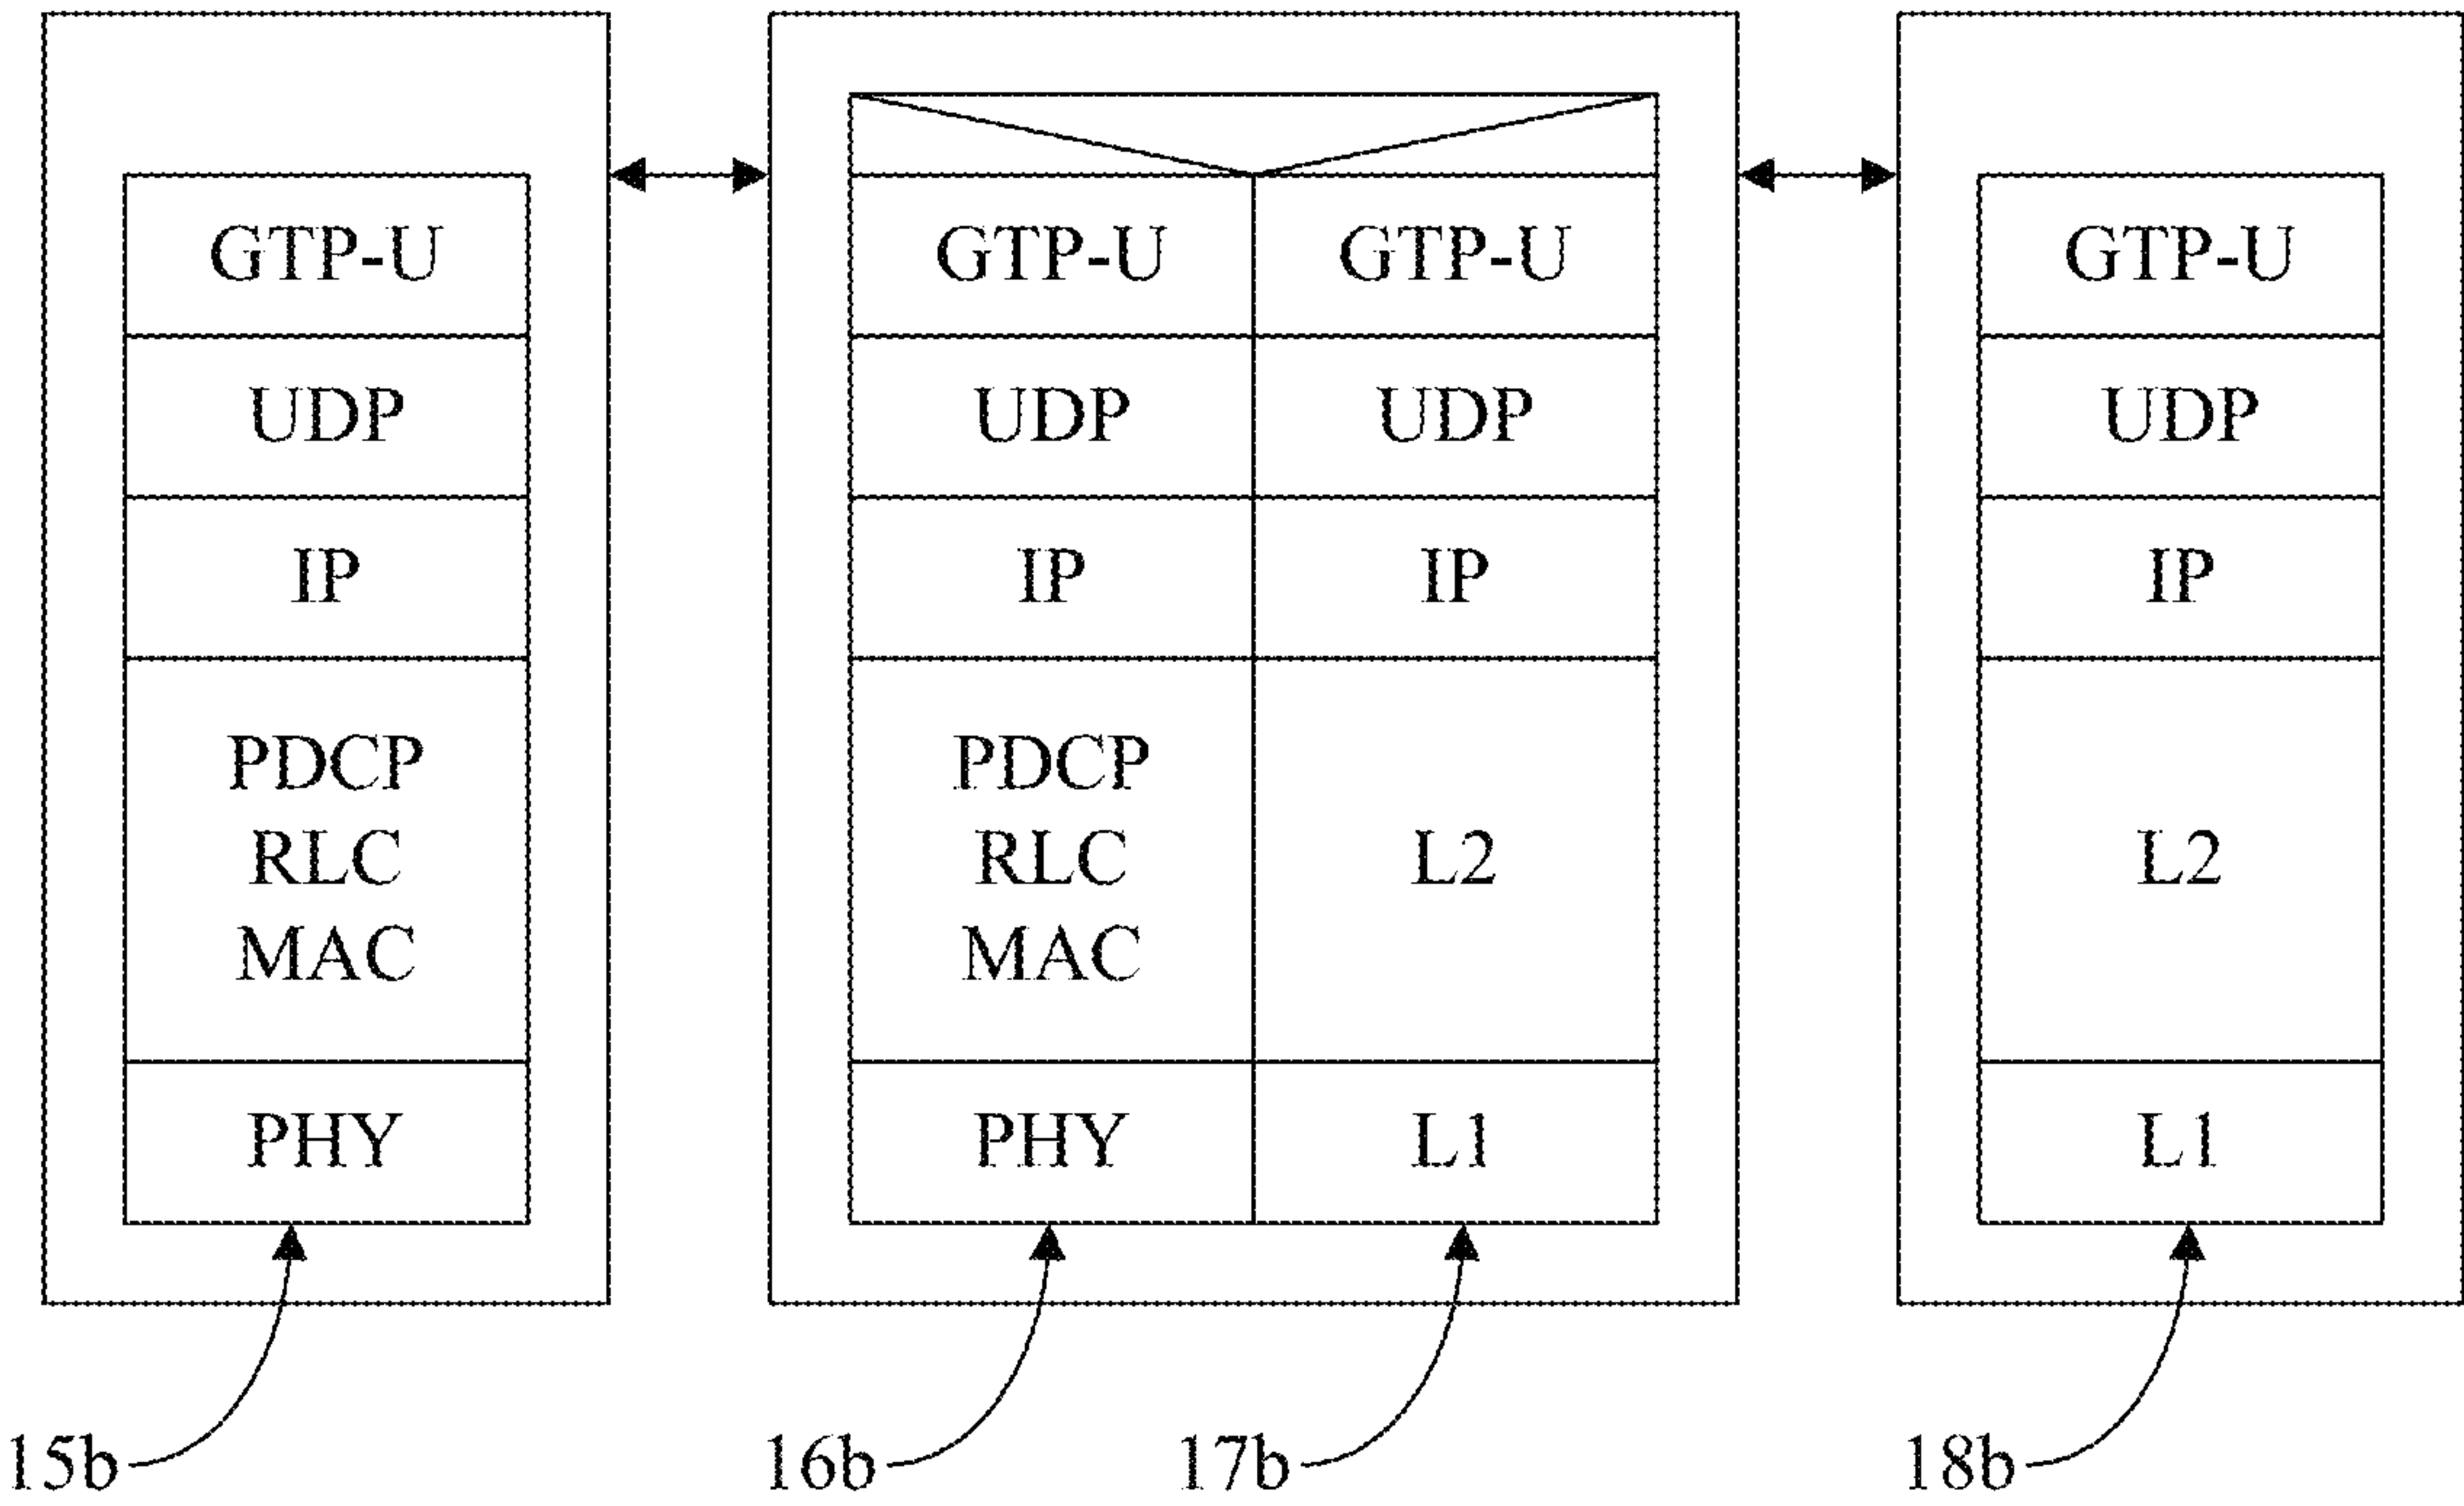 GTP-U
UDP
IP
PDCP
RLC
MAC
PHY
15b
GTP-U
UDP
IP
PDCP
RLC
MAC
PHY
16b
GTP-U
UDP
IP
L2
L1
17b
GTP-U
UDP
IP
L2
L1
18b